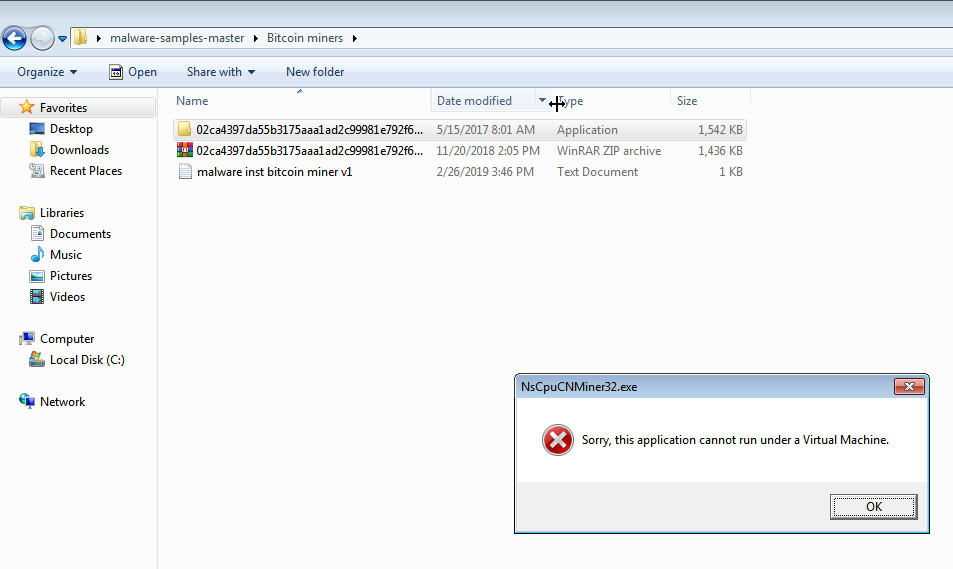 malware-samples-master Bitcoin miners
Organize Open Share with New folder
Name Date modified Type Size
Favorites
Desktop
Downloads
Recent Places
Libraries
Documents
Music
Pictures
Videos
Computer
Local Disk (C:)
Network
02ca4397da55b3175aaa1ad2c99981e792f6... 5/15/2017 8:01 AM Application 1,542 KB
02ca4397da55b3175aaa1ad2c99981e792f6... 11/20/2018 2:05 PM WinRAR ZIP archive 1,436 KB
malware inst bitcoin miner v1 2/26/2019 3:46 PM Text Document 1 KB
NsCpuCNMiner32.exe
Sorry, this application cannot run under a Virtual Machine.
OK